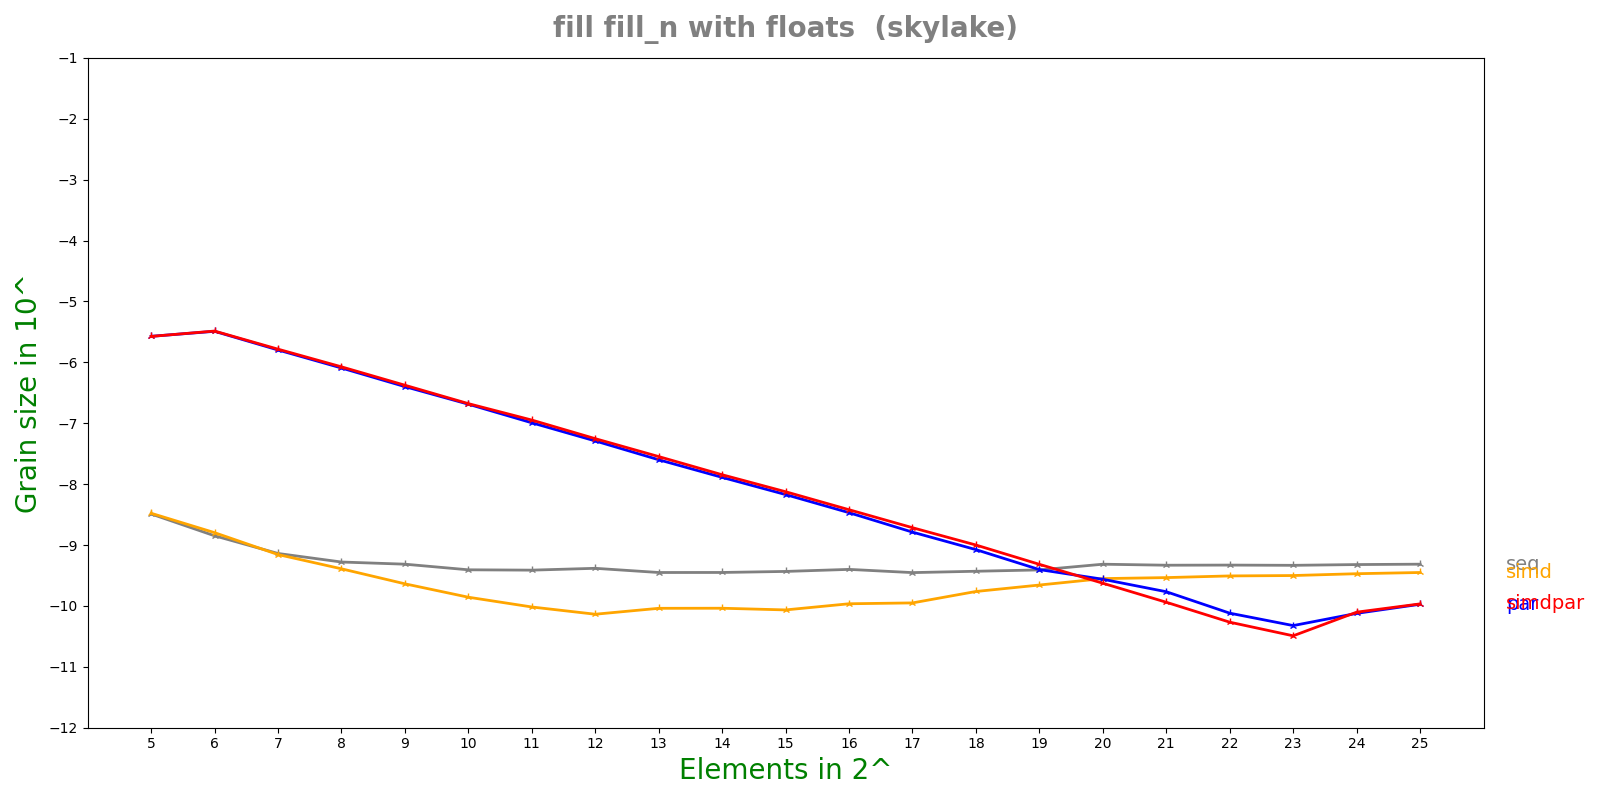 fill fill_n with floats  (skylake)
Grain size in 10^
−1
−2
−3
−4
−5
−6
−7
−8
−9
−10
−11
−12
5 6 7 8 9 10 11 12 13 14 15 16 17 18 19 20 21 22 23 24 25
Elements in 2^
seq
simd
simdpar
par